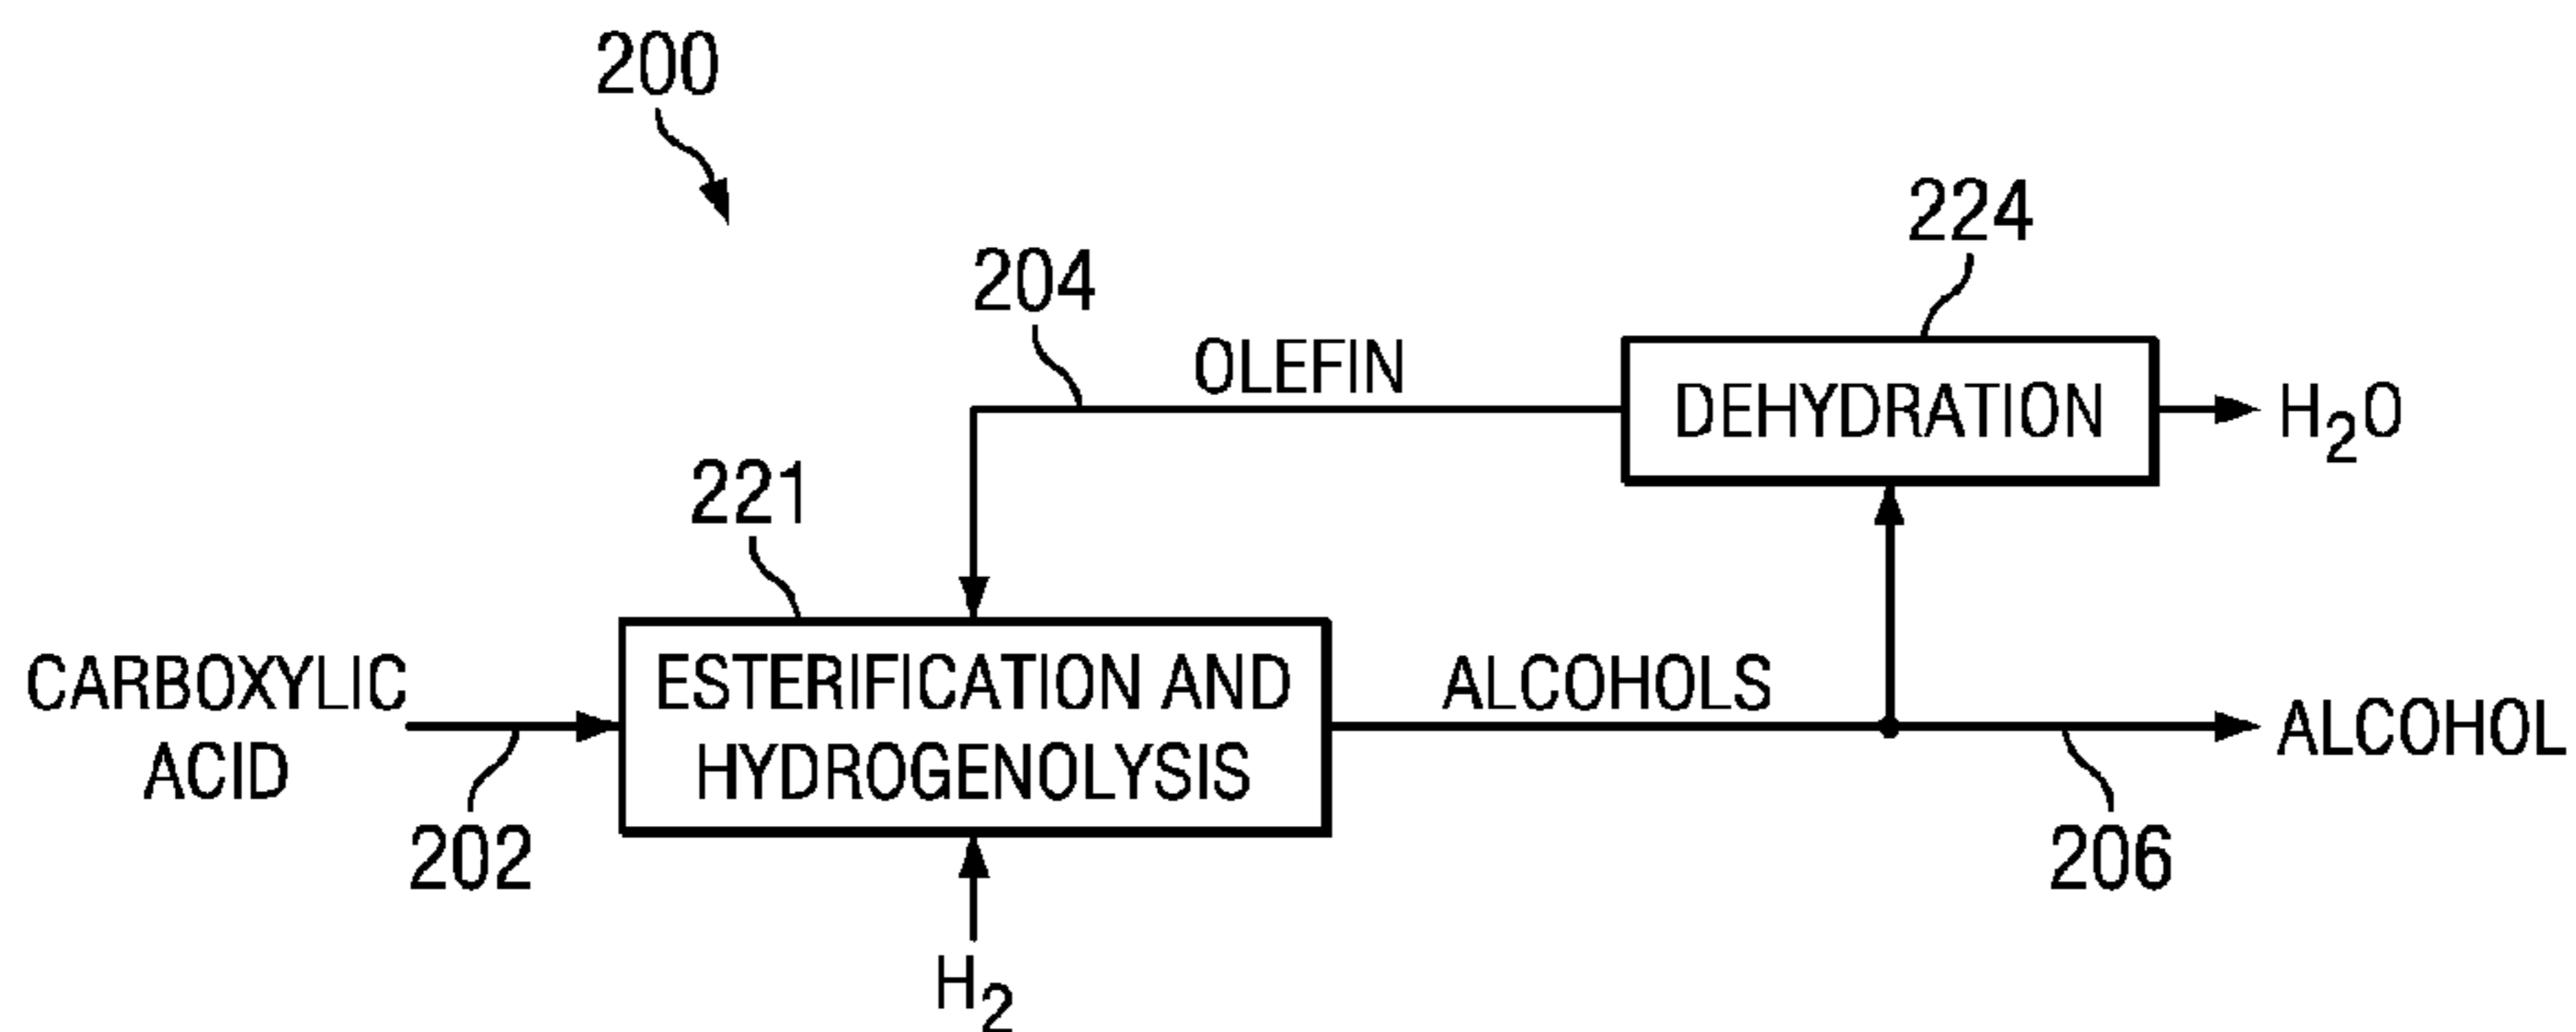 200
224
204
OLEFIN
DEHYDRATION
H₂O
221
CARBOXYLIC
ACID
ESTERIFICATION AND
HYDROGENOLYSIS
ALCOHOLS
ALCOHOL
202
206
H₂